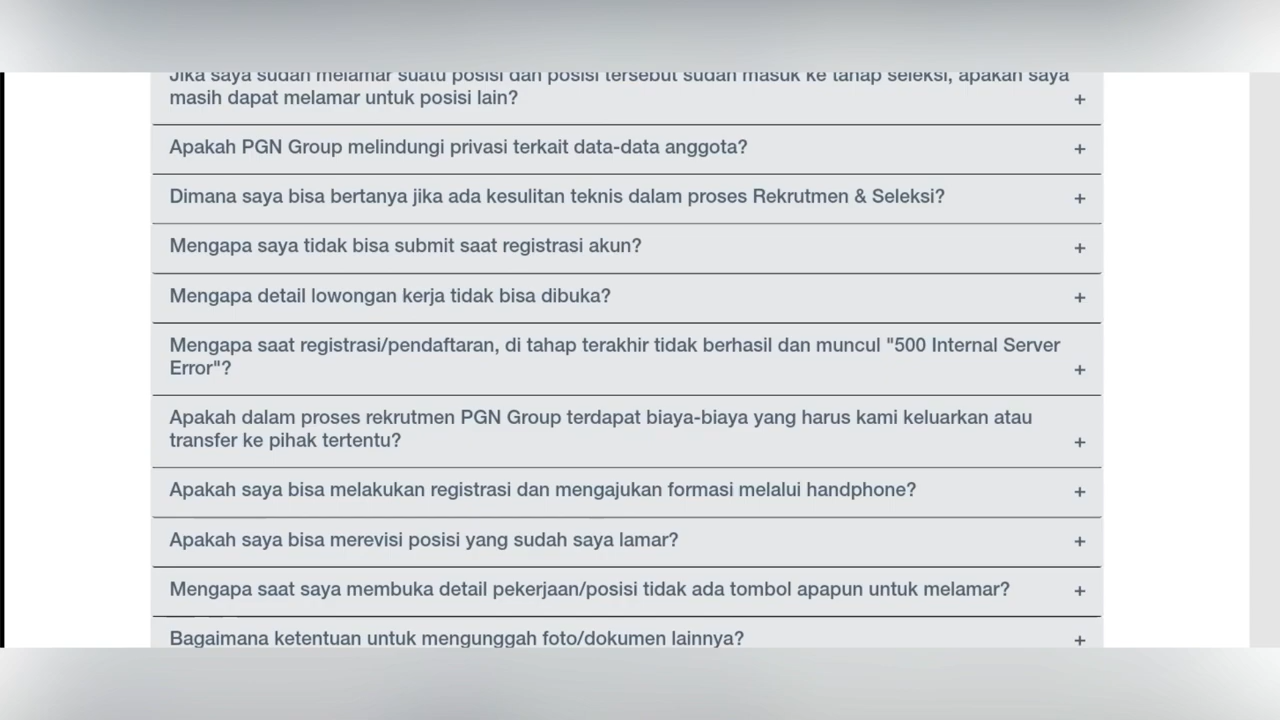 Jika saya sudah melamar suatu posisi dan posisi tersebut sudah masuk ke tahap seleksi, apakah saya
masih dapat melamar untuk posisi lain?
+
Apakah PGN Group melindungi privasi terkait data-data anggota?
+
Dimana saya bisa bertanya jika ada kesulitan teknis dalam proses Rekrutmen & Seleksi?
+
Mengapa saya tidak bisa submit saat registrasi akun?
+
Mengapa detail lowongan kerja tidak bisa dibuka?
+
Mengapa saat registrasi/pendaftaran, di tahap terakhir tidak berhasil dan muncul "500 Internal Server
Error"?
+
Apakah dalam proses rekrutmen PGN Group terdapat biaya-biaya yang harus kami keluarkan atau
transfer ke pihak tertentu?
+
Apakah saya bisa melakukan registrasi dan mengajukan formasi melalui handphone?
+
Apakah saya bisa merevisi posisi yang sudah saya lamar?
+
Mengapa saat saya membuka detail pekerjaan/posisi tidak ada tombol apapun untuk melamar?
+
Bagaimana ketentuan untuk mengunggah foto/dokumen lainnya?
+